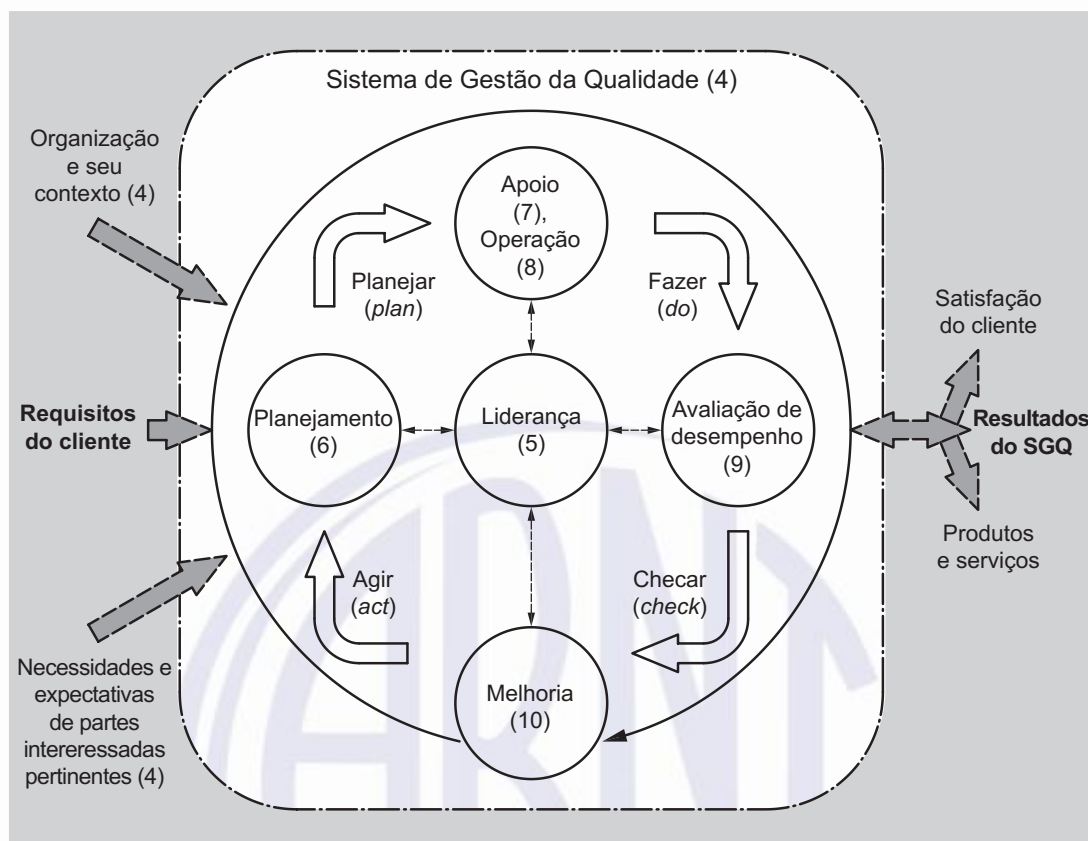 Sistema de Gestão da Qualidade (4)
Organização
e seu
contexto (4)
Requisitos
do cliente
Necessidades e
expectativas
de partes
intereressadas
pertinentes (4)
Apoio
(7),
Operação
(8)
Planejar
(plan)
Fazer
(do)
Planejamento
(6)
Liderança
(5)
Avaliação de
desempenho
(9)
Agir
(act)
Checar
(check)
Melhoria
(10)
Satisfação
do cliente
Resultados
do SGQ
Produtos
e serviços
ABNT